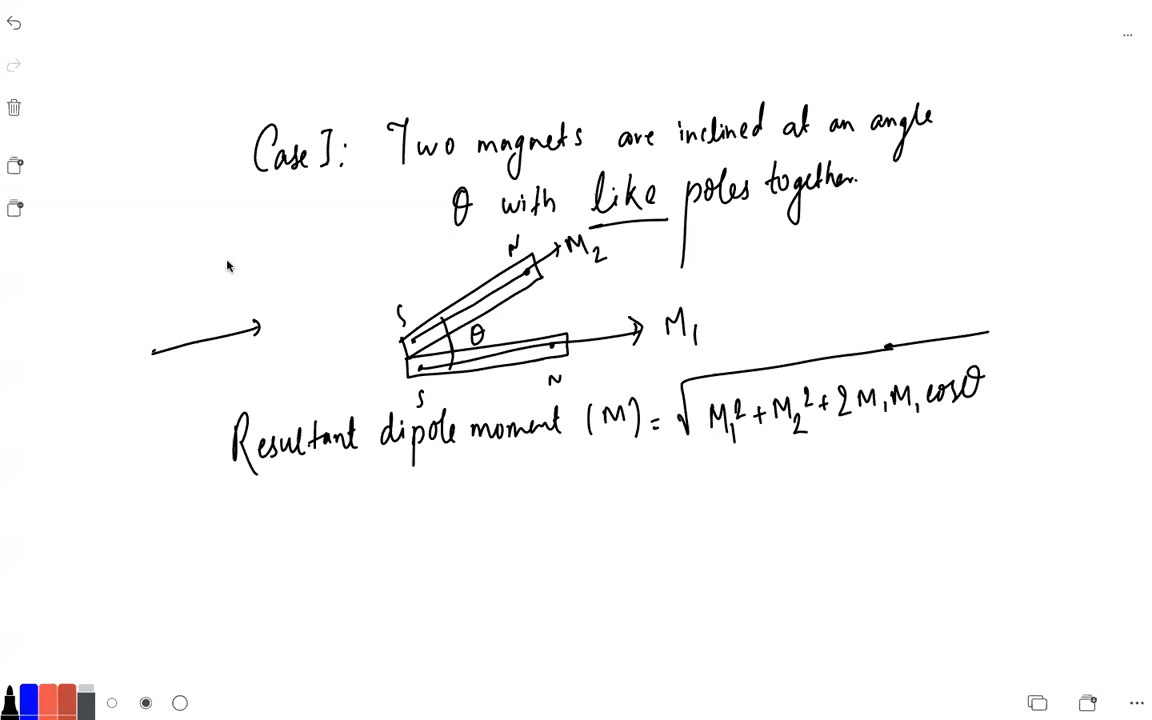 Case I: Two magnets are inclined at an angle
θ with like poles together.
N M₂
S θ M₁
S N
Resultant dipole moment (M) = √M₁² + M₂² + 2M₁M₁ cosθ